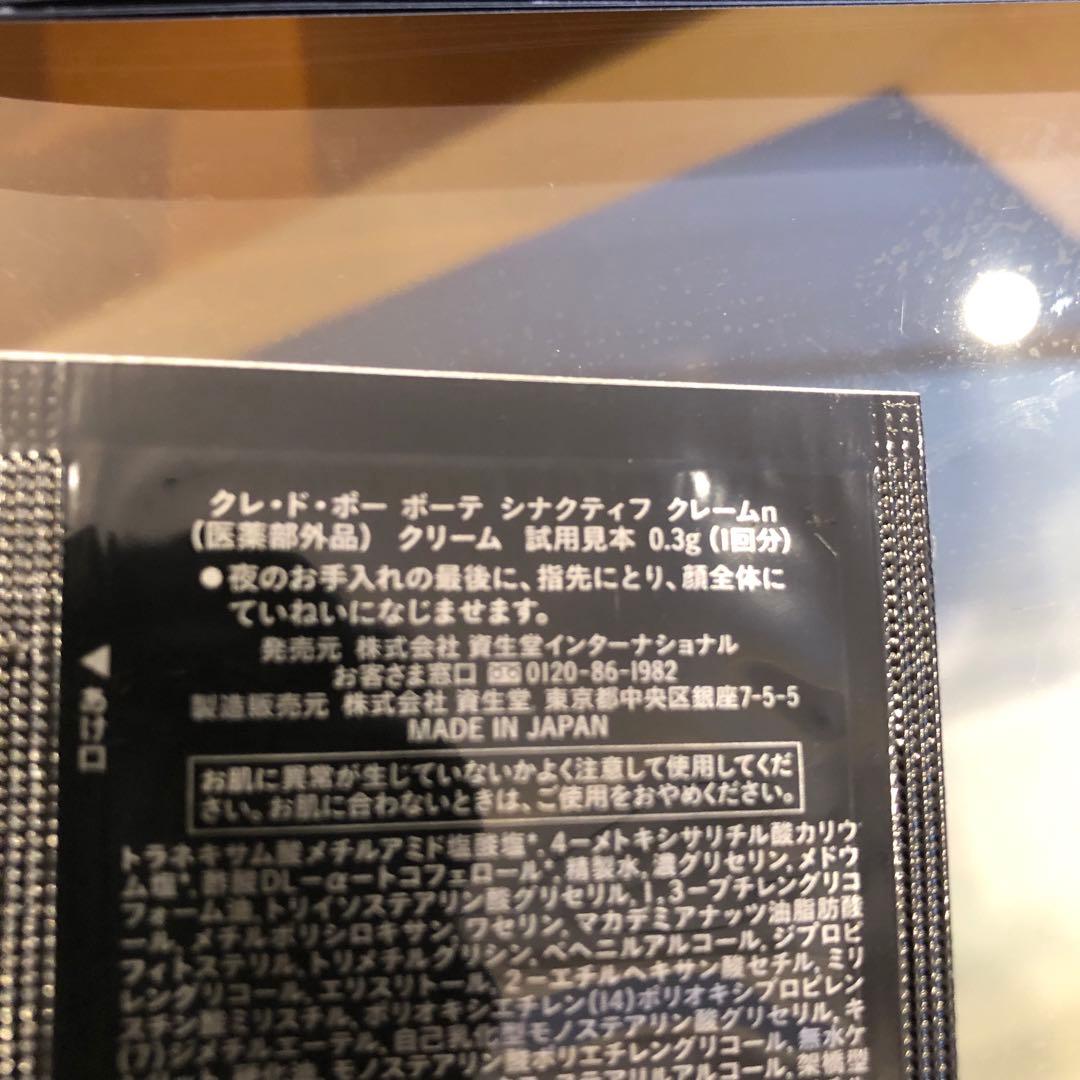 クレ・ド・ポー ボーテ シナクティフ クレームn
（医薬部外品） クリーム 試用見本 0.3g（1回分）
●夜のお手入れの最後に、指先にとり、顔全体に
ていねいになじませます。
発売元 株式会社 資生堂インターナショナル
お客さま窓口 0120-86-1982
製造販売元 株式会社 資生堂 東京都中央区銀座7-5-5
MADE IN JAPAN
あけ口
お肌に異常が生じていないかよく注意して使用してくだ
さい。お肌に合わないときは、ご使用をおやめください。
トラネキサム酸メチルアミド塩酸塩*,4-メトキシサリチル酸カリウ
ム塩*,酢酸DL-α-トコフェロール*,精製水,濃グリセリン,メドウ
フォーム油,トリイソステアリン酸グリセリル,1,3-ブチレングリコ
ール,メチルポリシロキサン,ワセリン,マカデミアナッツ油脂肪酸
フィトステリル,トリメチルグリシン,ベヘニルアルコール,ジプロピ
レングリコール,エリスリトール,2-エチルヘキサン酸セチル,ミリ
スチン酸ミリスチル,ポリオキシエチレン(14)ポリオキシプロピレン
(7)ジメチルエーテル,自己乳化型モノステアリン酸グリセリル,キ
モノステアリン酸ポリエチレングリコール,無水ケ
ステアリルアルコール,架橋型